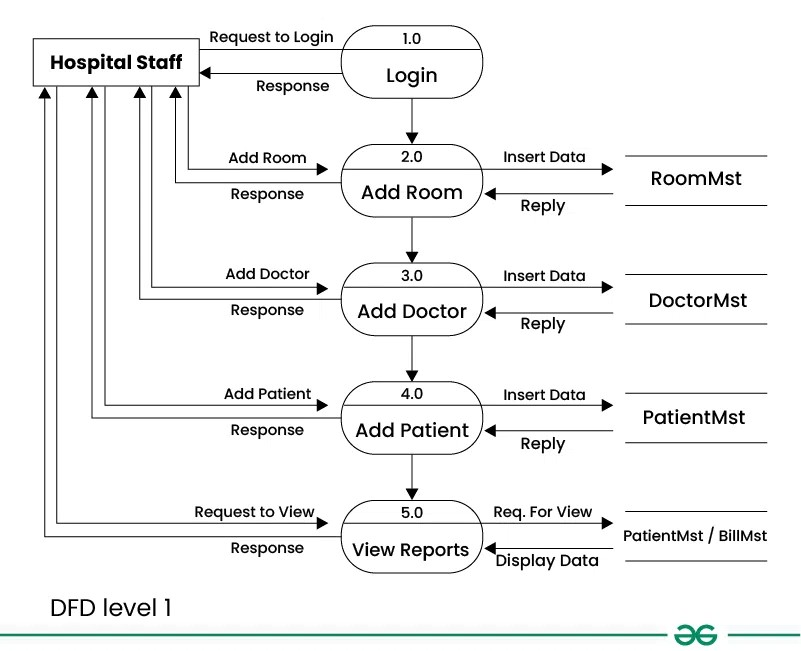 Hospital Staff
Request to Login
Response
1.0
Login
Add Room
Response
2.0
Add Room
Insert Data
Reply
RoomMst
Add Doctor
Response
3.0
Add Doctor
Insert Data
Reply
DoctorMst
Add Patient
Response
4.0
Add Patient
Insert Data
Reply
PatientMst
Request to View
Response
5.0
View Reports
Req. For View
Display Data
PatientMst / BillMst
DFD level 1